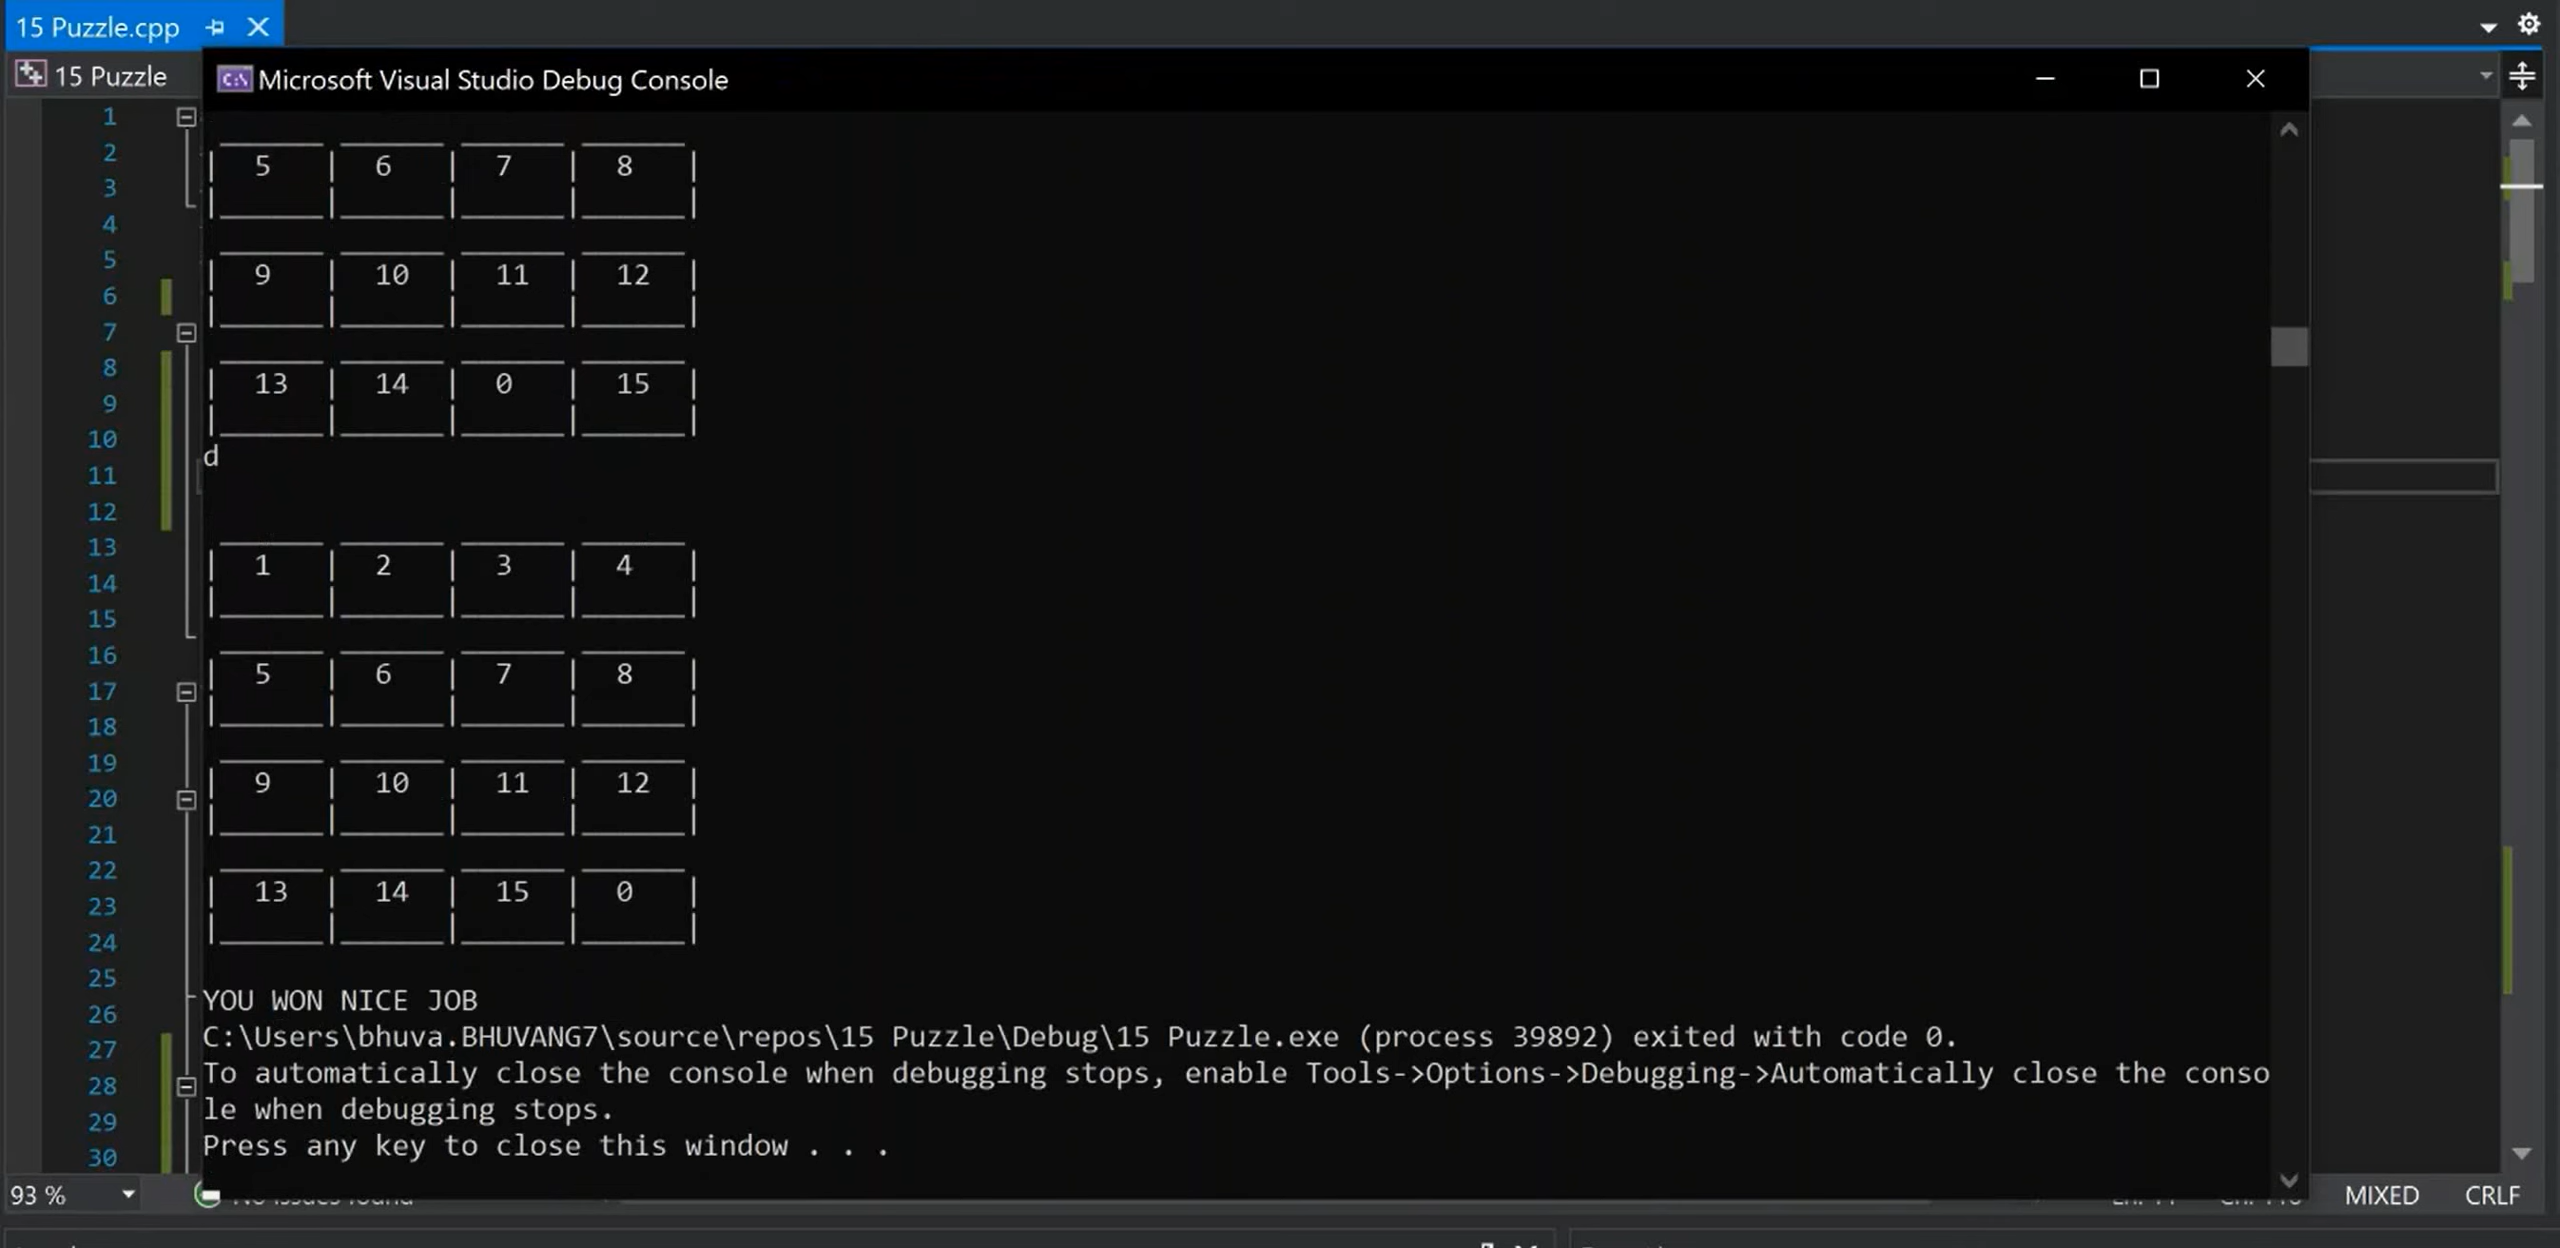 15 Puzzle.cpp
15 Puzzle
Microsoft Visual Studio Debug Console
1
2
3
4
5
6
7
8
9
10
11
12
13
14
15
16
17
18
19
20
21
22
23
24
25
26
27
28
29
30
5 6 7 8
9 10 11 12
13 14 0 15
d
1 2 3 4
5 6 7 8
9 10 11 12
13 14 15 0
YOU WON NICE JOB
C:\Users\bhuva.BHUVANG7\source\repos\15 Puzzle\Debug\15 Puzzle.exe (process 39892) exited with code 0.
To automatically close the console when debugging stops, enable Tools->Options->Debugging->Automatically close the conso
le when debugging stops.
Press any key to close this window . . .
93 % No issues found MIXED CRLF